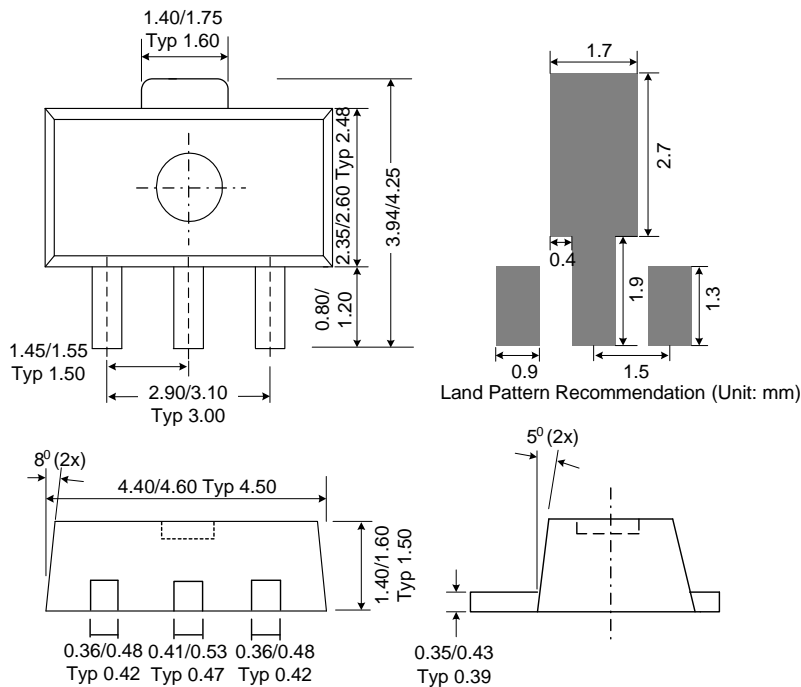 1.40/1.75
Typ 1.60
2.35/2.60 Typ 2.48
3.94/4.25
0.80/
1.20
1.45/1.55
Typ 1.50
2.90/3.10
Typ 3.00
1.7
2.7
0.4
1.9
1.3
0.9
1.5
Land Pattern Recommendation (Unit: mm)
8⁰ (2x)
4.40/4.60 Typ 4.50
1.40/1.60
Typ 1.50
0.36/0.48
Typ 0.42
0.41/0.53
Typ 0.47
0.36/0.48
Typ 0.42
5⁰ (2x)
0.35/0.43
Typ 0.39